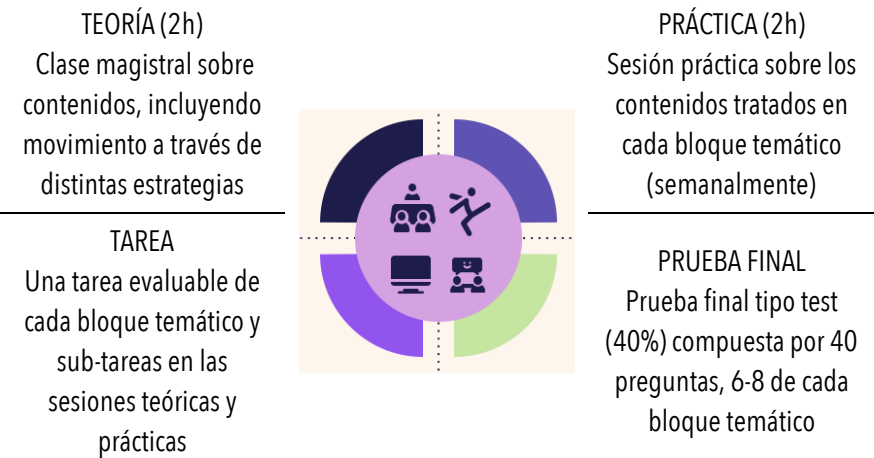 TEORÍA (2h)
Clase magistral sobre
contenidos, incluyendo
movimiento a través de
distintas estrategias
PRÁCTICA (2h)
Sesión práctica sobre los
contenidos tratados en
cada bloque temático
(semanalmente)
TAREA
Una tarea evaluable de
cada bloque temático y
sub-tareas en las
sesiones teóricas y
prácticas
PRUEBA FINAL
Prueba final tipo test
(40%) compuesta por 40
preguntas, 6-8 de cada
bloque temático